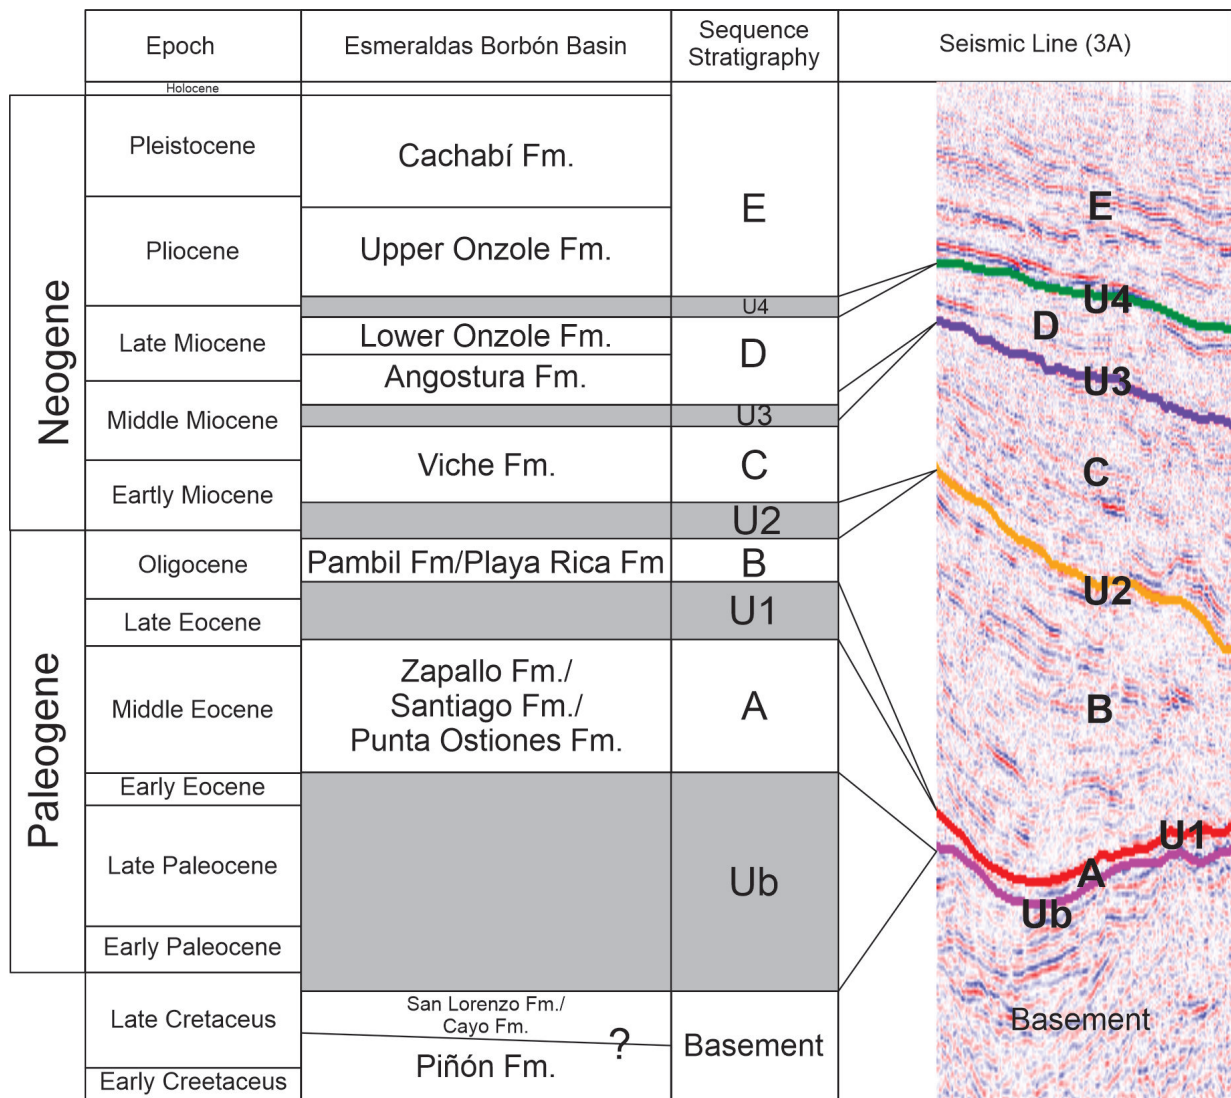 Epoch
Esmeraldas Borbón Basin
Sequence
Stratigraphy
Seismic Line (3A)
Neogene
Paleogene
Holocene
Pleistocene
Pliocene
Late Miocene
Middle Miocene
Eartly Miocene
Oligocene
Late Eocene
Middle Eocene
Early Eocene
Late Paleocene
Early Paleocene
Late Cretaceus
Early Creetaceus
Cachabí Fm.
Upper Onzole Fm.
Lower Onzole Fm.
Angostura Fm.
Viche Fm.
Pambil Fm/Playa Rica Fm
Zapallo Fm./
Santiago Fm./
Punta Ostiones Fm.
San Lorenzo Fm./
Cayo Fm.
?
Piñón Fm.
E
U4
D
U3
C
U2
B
U1
A
Ub
Basement
E
U4
D
U3
C
U2
B
U1
A
Ub
Basement